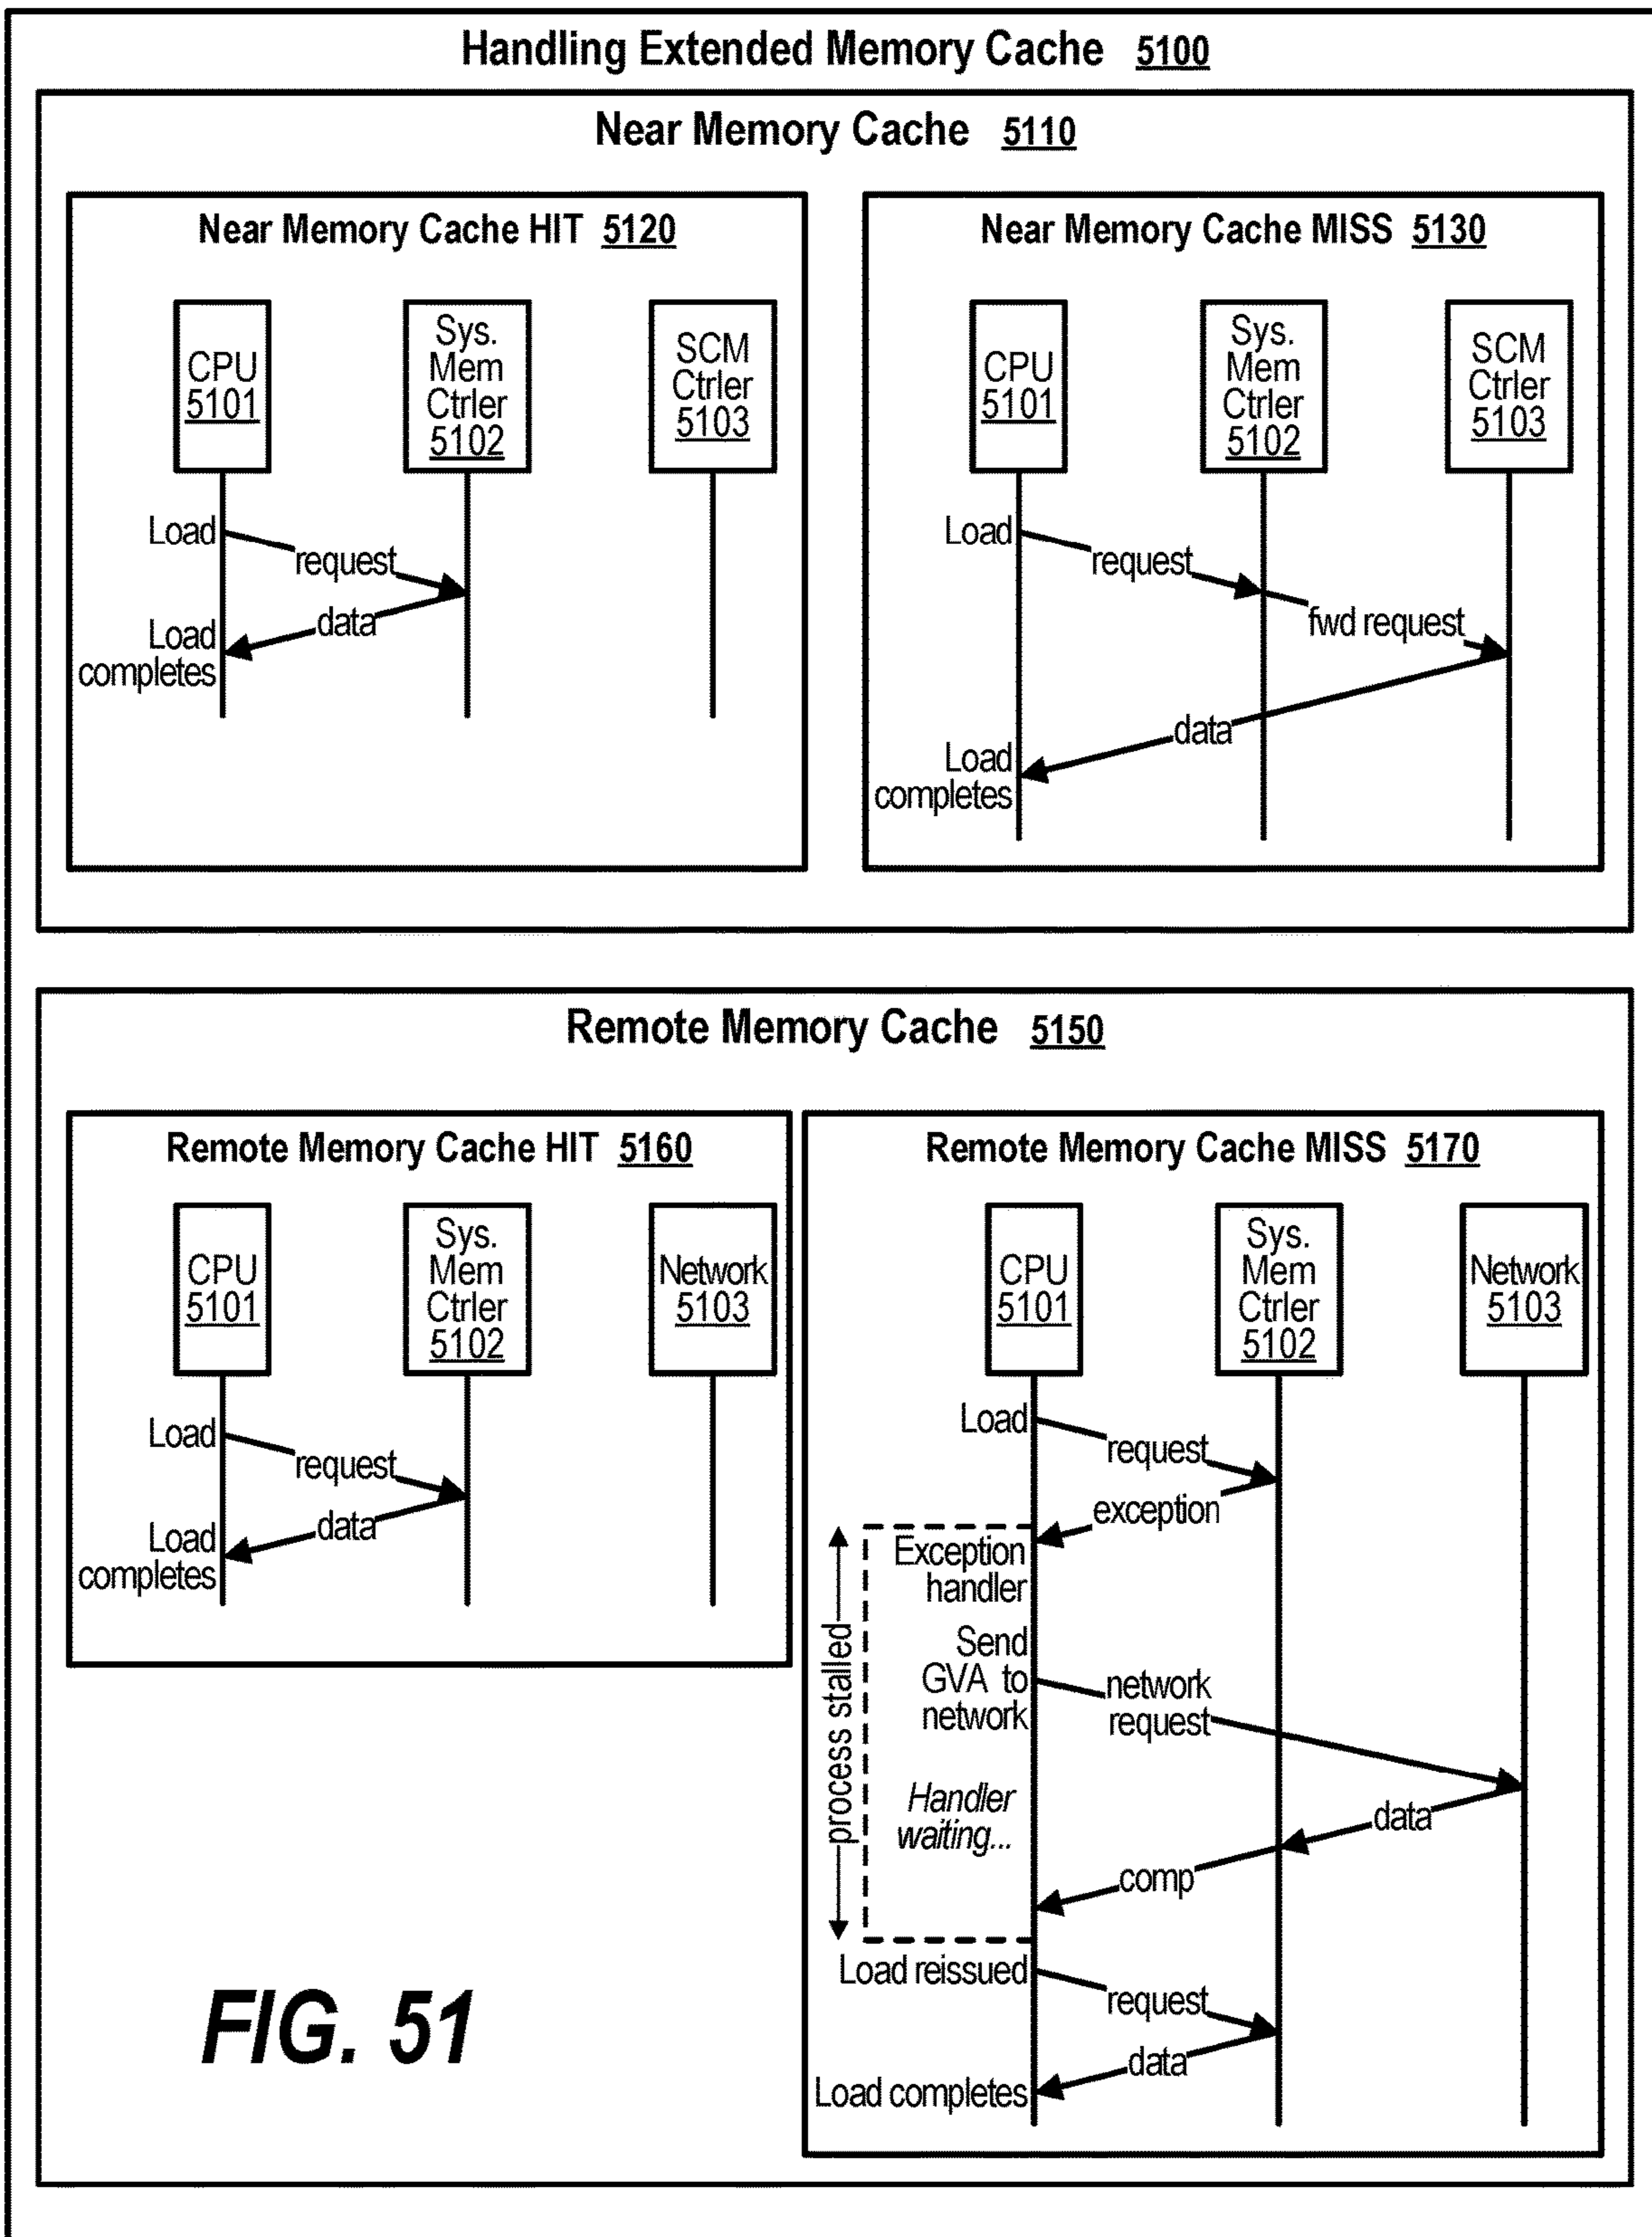 Handling Extended Memory Cache 5100
Near Memory Cache 5110
Near Memory Cache HIT 5120
CPU
5101
Sys.
Mem
Ctrler
5102
SCM
Ctrler
5103
Load
request
data
Load
completes
Near Memory Cache MISS 5130
CPU
5101
Sys.
Mem
Ctrler
5102
SCM
Ctrler
5103
Load
request
fwd request
data
Load
completes
Remote Memory Cache 5150
Remote Memory Cache HIT 5160
CPU
5101
Sys.
Mem
Ctrler
5102
Network
5103
Load
request
data
Load
completes
Remote Memory Cache MISS 5170
CPU
5101
Sys.
Mem
Ctrler
5102
Network
5103
Load
request
exception
Exception
handler
process stalled
Send
GVA to
network
network
request
Handler
waiting...
data
comp
Load reissued
request
data
Load completes
FIG. 51